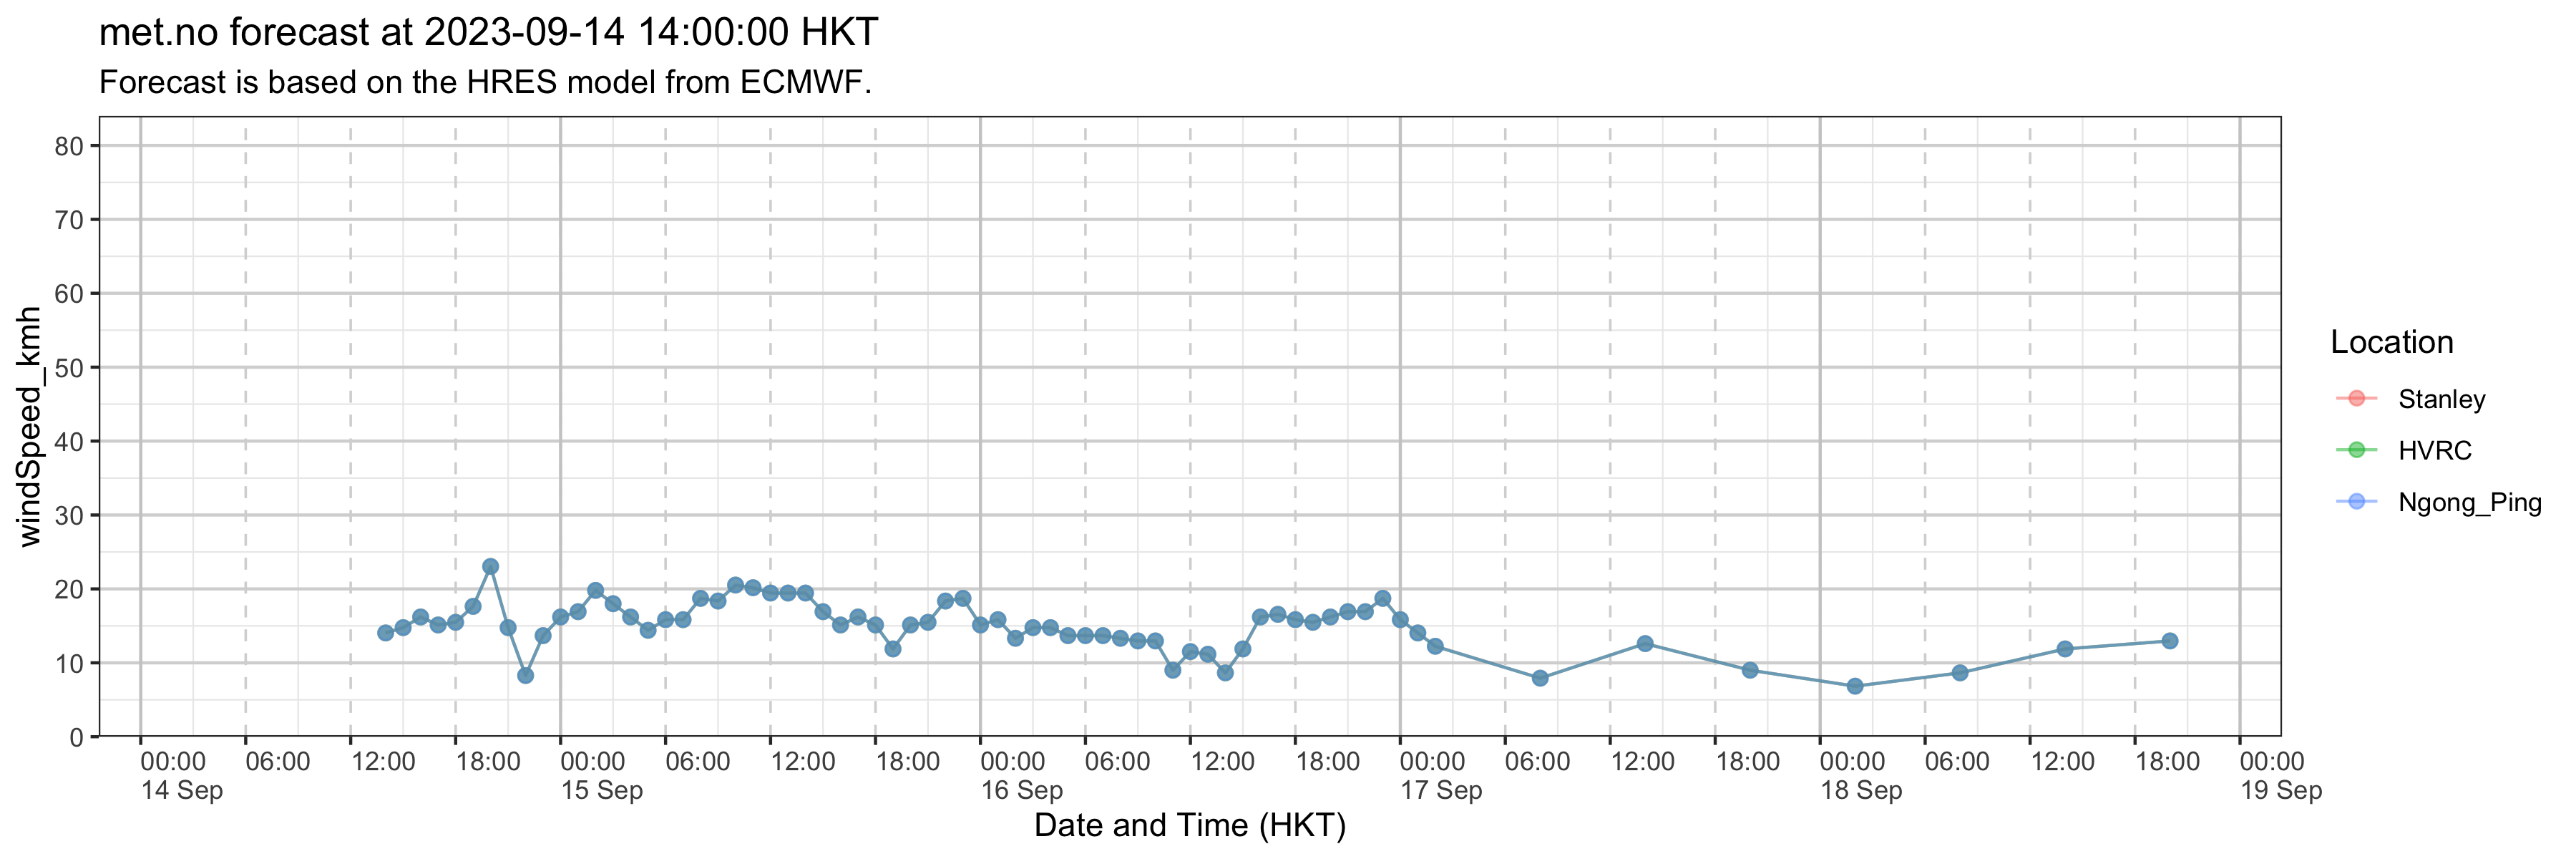 met.no forecast at 2023-09-14 14:00:00 HKT
Forecast is based on the HRES model from ECMWF.
windSpeed_kmh
80
70
60
50
40
30
20
10
0
00:00 06:00 12:00 18:00 00:00 06:00 12:00 18:00 00:00 06:00 12:00 18:00 00:00 06:00 12:00 18:00 00:00 06:00 12:00 18:00 00:00
14 Sep 15 Sep 16 Sep 17 Sep 18 Sep 19 Sep
Date and Time (HKT)
Location
Stanley
HVRC
Ngong_Ping